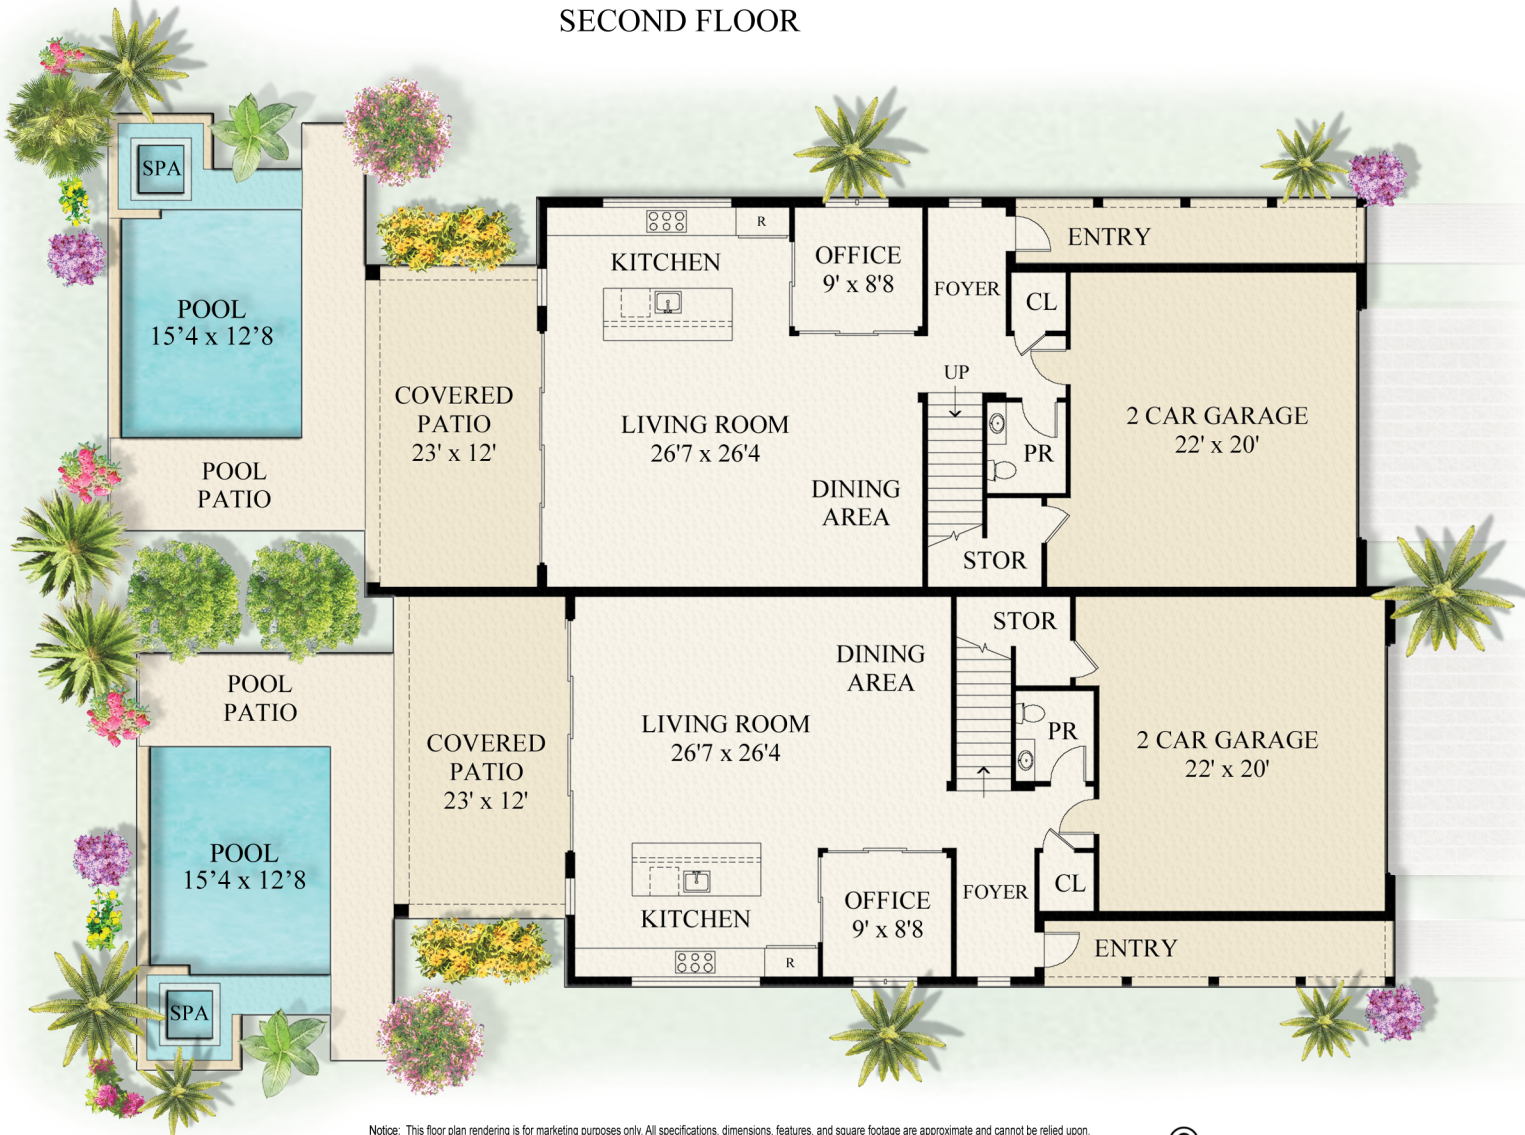 SECOND FLOOR
SPA
POOL
15’4 x 12’8
POOL
PATIO
COVERED
PATIO
23' x 12'
KITCHEN
R
OFFICE
9' x 8'8
FOYER
ENTRY
CL
UP
LIVING ROOM
26'7 x 26'4
DINING
AREA
PR
STOR
2 CAR GARAGE
22' x 20'
POOL
PATIO
POOL
15’4 x 12’8
SPA
COVERED
PATIO
23' x 12'
LIVING ROOM
26'7 x 26'4
DINING
AREA
STOR
PR
2 CAR GARAGE
22' x 20'
KITCHEN
R
OFFICE
9' x 8'8
FOYER
CL
ENTRY
Notice: This floor plan rendering is for marketing purposes only. All specifications, dimensions, features, and square footage are approximate and cannot be relied upon.